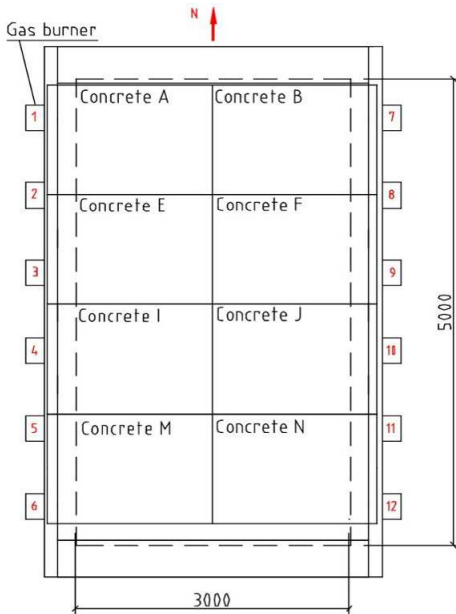 N
Gas burner
Concrete A
Concrete B
1
7
2
8
Concrete E
Concrete F
3
9
5000
Concrete I
Concrete J
4
10
Concrete M
Concrete N
5
11
6
12
3000